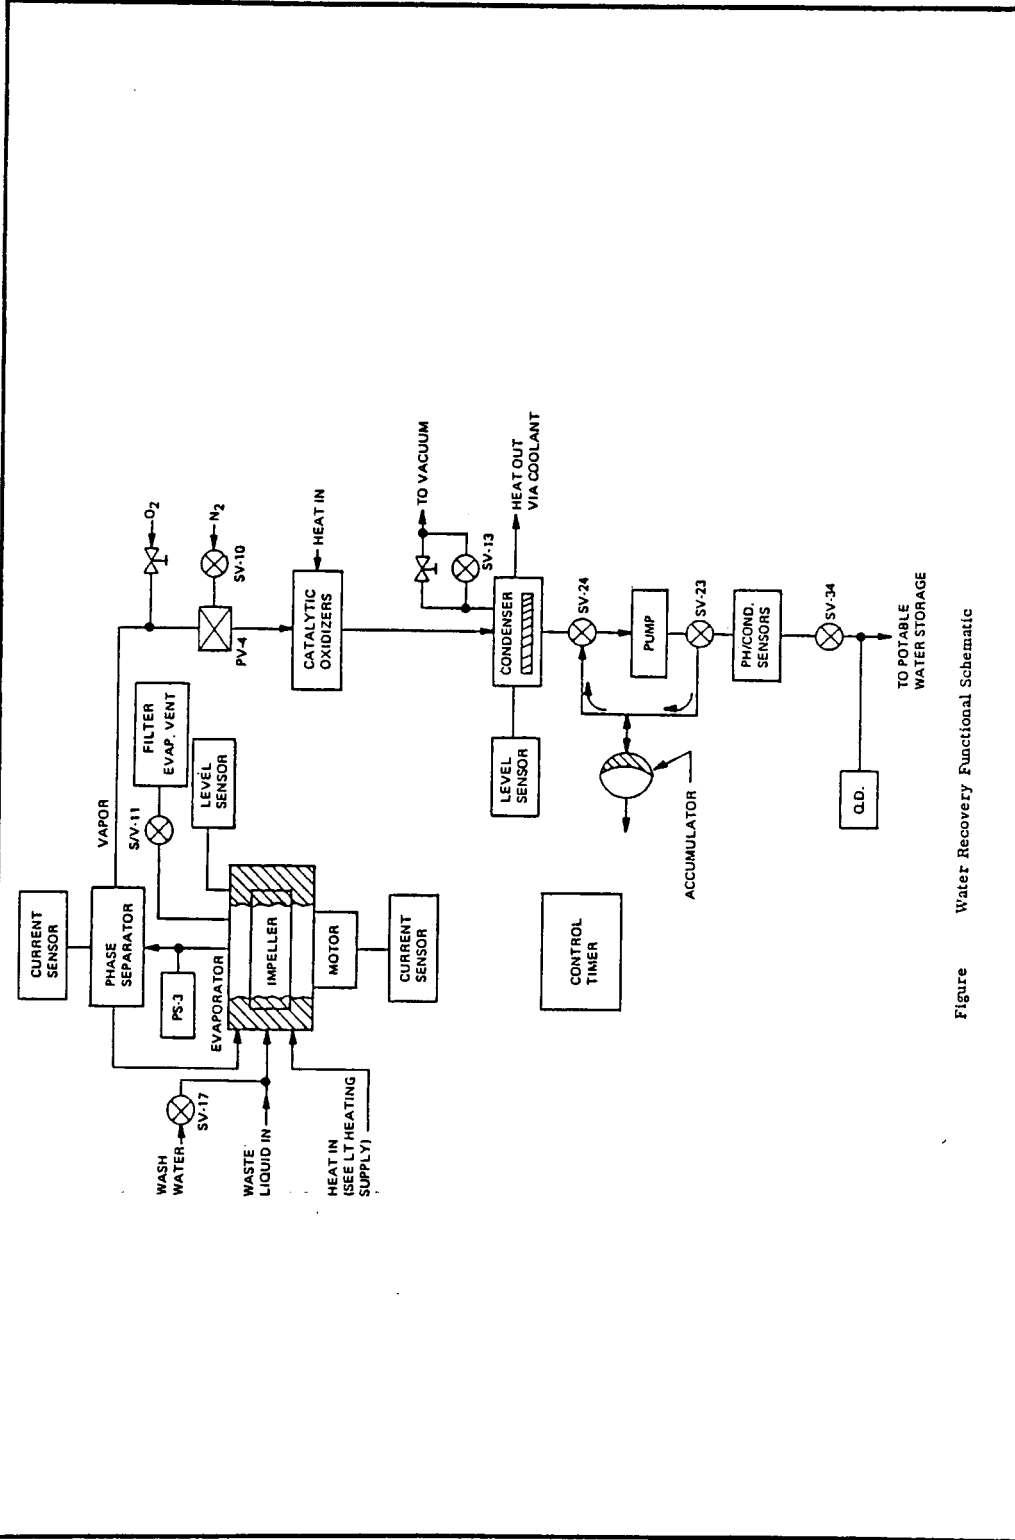 CURRENT
SENSOR
PHASE
SEPARATOR
VAPOR
PS-3
EVAPORATOR
S/V-11
FILTER
EVAP. VENT
LEVEL
SENSOR
O2
N2
SV-10
PV-4
WASH
WATER
SV-17
WASTE
LIQUID IN
HEAT IN
(SEE LT HEATING
SUPPLY)
IMPELLER
MOTOR
CURRENT
SENSOR
CATALYTIC
OXIDIZERS
HEAT IN
TO VACUUM
SV-13
CONDENSER
HEAT OUT
VIA COOLANT
LEVEL
SENSOR
SV-24
PUMP
SV-23
ACCUMULATOR
PH/COND.
SENSORS
SV-34
Q.D.
TO POTABLE
WATER STORAGE
CONTROL
TIMER
Figure Water Recovery Functional Schematic